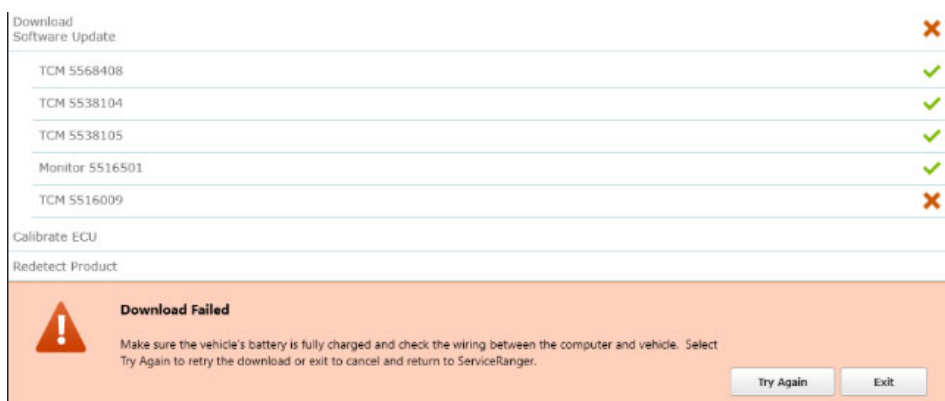 Download
Software Update
TCM 5568408
TCM 5538104
TCM 5538105
Monitor 5516501
TCM 5516009
Calibrate ECU
Redetect Product
Download Failed
Make sure the vehicle's battery is fully charged and check the wiring between the computer and vehicle. Select
Try Again to retry the download or exit to cancel and return to ServiceRanger.
Try Again
Exit